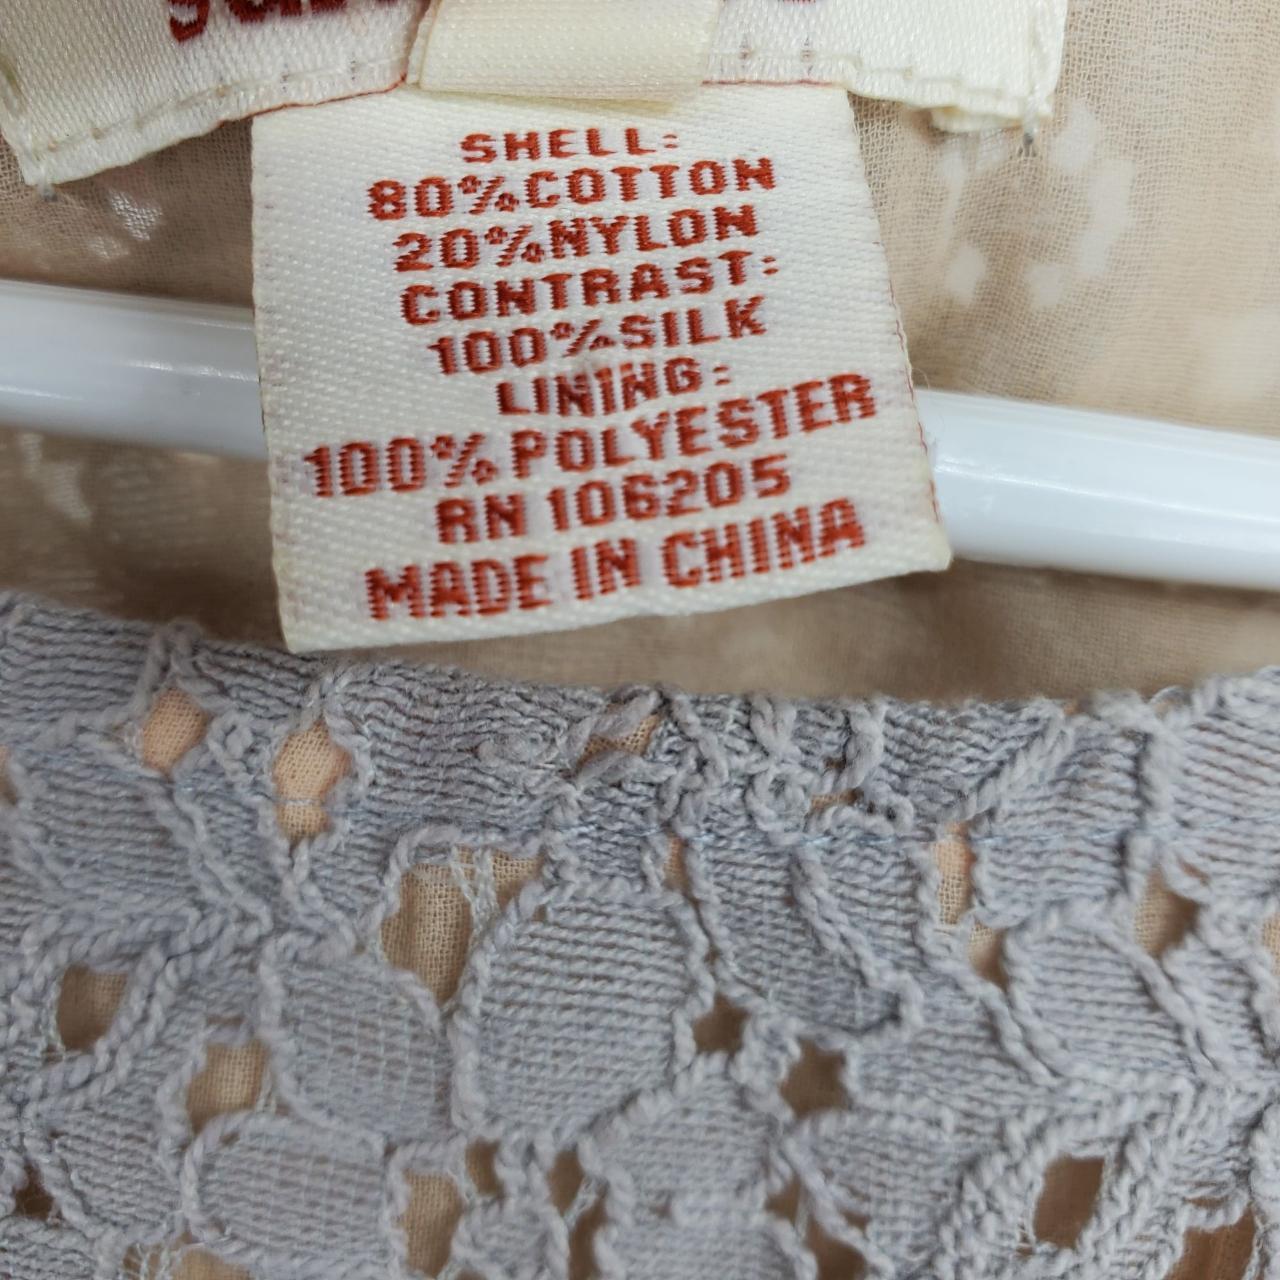 SHELL:
80%COTTON
20%NYLON
CONTRAST:
100%SILK
LINING:
100%POLYESTER
RN 106205
MADE IN CHINA